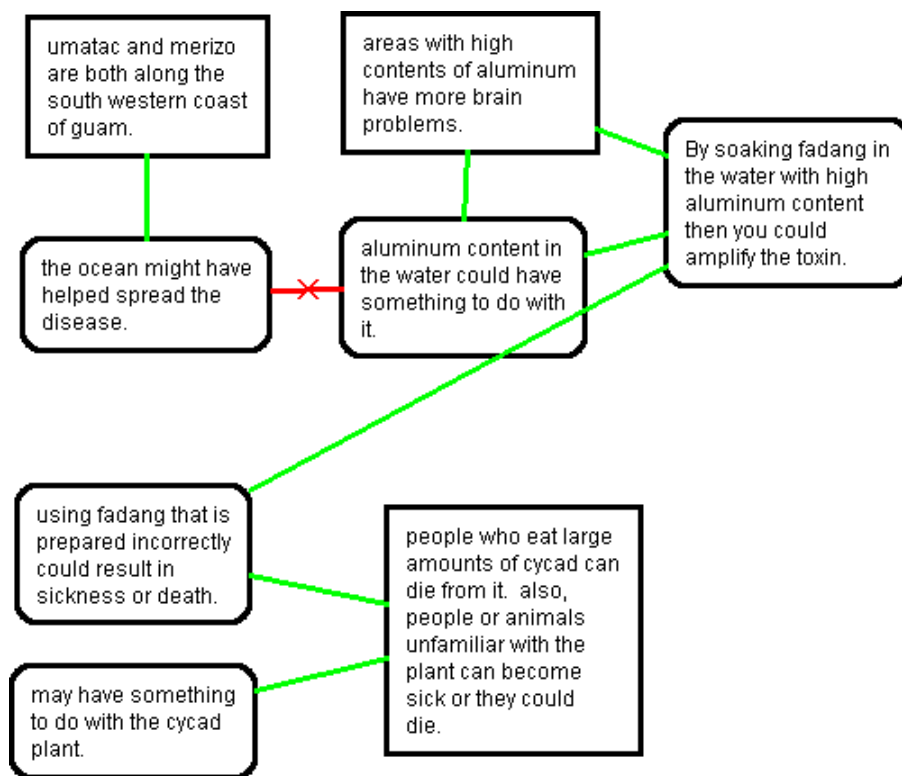 umatac and merizo
are both along the
south western coast
of guam.
areas with high
contents of aluminum
have more brain
problems.
By soaking fadang in
the water with high
aluminum content
then you could
amplify the toxin.
the ocean might have
helped spread the
disease.
aluminum content in
the water could have
something to do with
it.
using fadang that is
prepared incorrectly
could result in
sickness or death.
people who eat large
amounts of cycad can
die from it.  also,
people or animals
unfamiliar with the
plant can become
sick or they could
die.
may have something
to do with the cycad
plant.